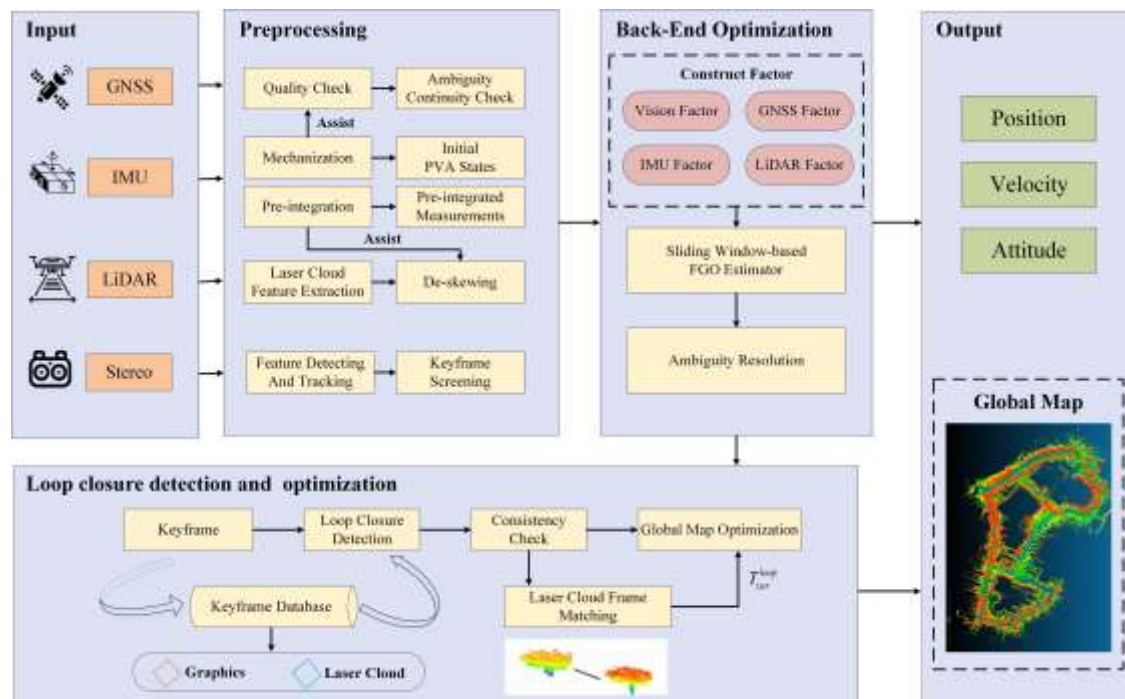 Input
GNSS
IMU
LiDAR
Stereo
Preprocessing
Quality Check
Ambiguity
Continuity Check
Assist
Mechanization
Initial
PVA States
Pre-integration
Pre-integrated
Measurements
Assist
Laser Cloud
Feature Extraction
De-skewing
Feature Detecting
And Tracking
Keyframe
Screening
Back-End Optimization
Construct Factor
Vision Factor
GNSS Factor
IMU Factor
LiDAR Factor
Sliding Window-based
FGO Estimator
Ambiguity Resolution
Output
Position
Velocity
Attitude
Global Map
Loop closure detection and optimization
Keyframe
Loop Closure
Detection
Consistency
Check
Global Map Optimization
Keyframe Database
Laser Cloud Frame
Matching
Graphics
Laser Cloud